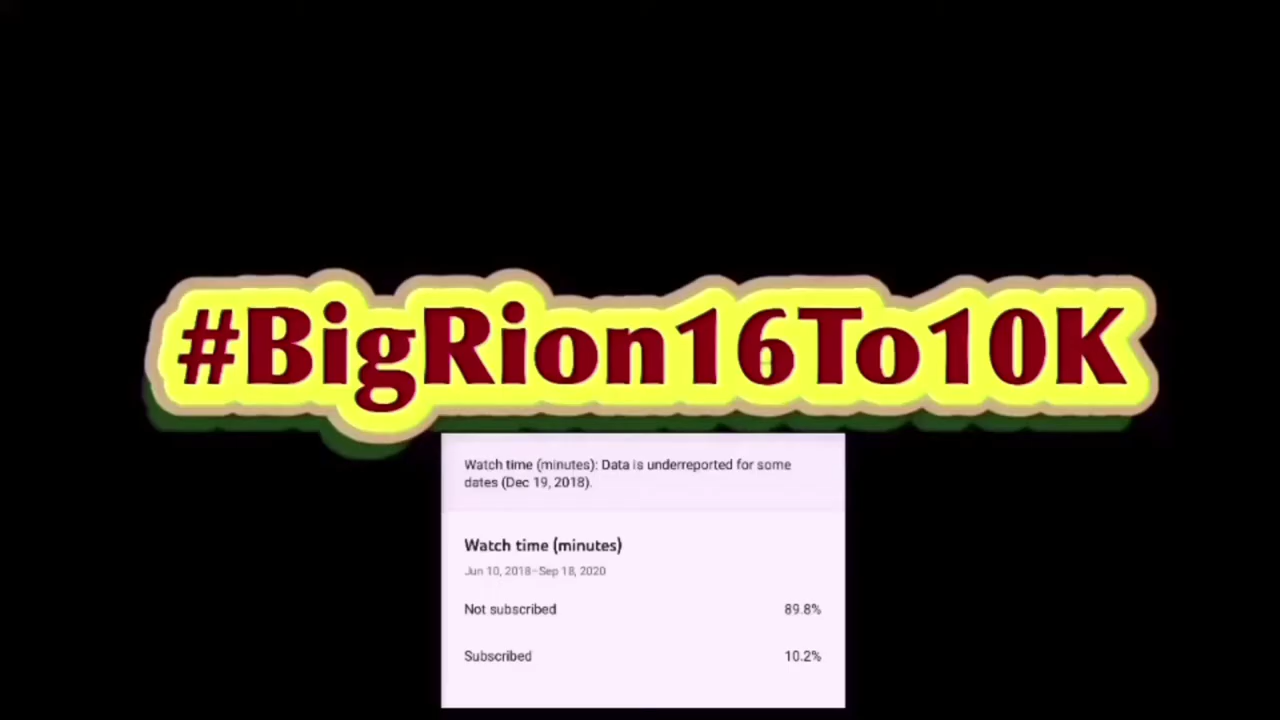 #BigRion16To10K
Watch time (minutes): Data is underreported for some
dates (Dec 19, 2018).
Watch time (minutes)
Jun 10, 2018–Sep 18, 2020
Not subscribed 89.8%
Subscribed 10.2%